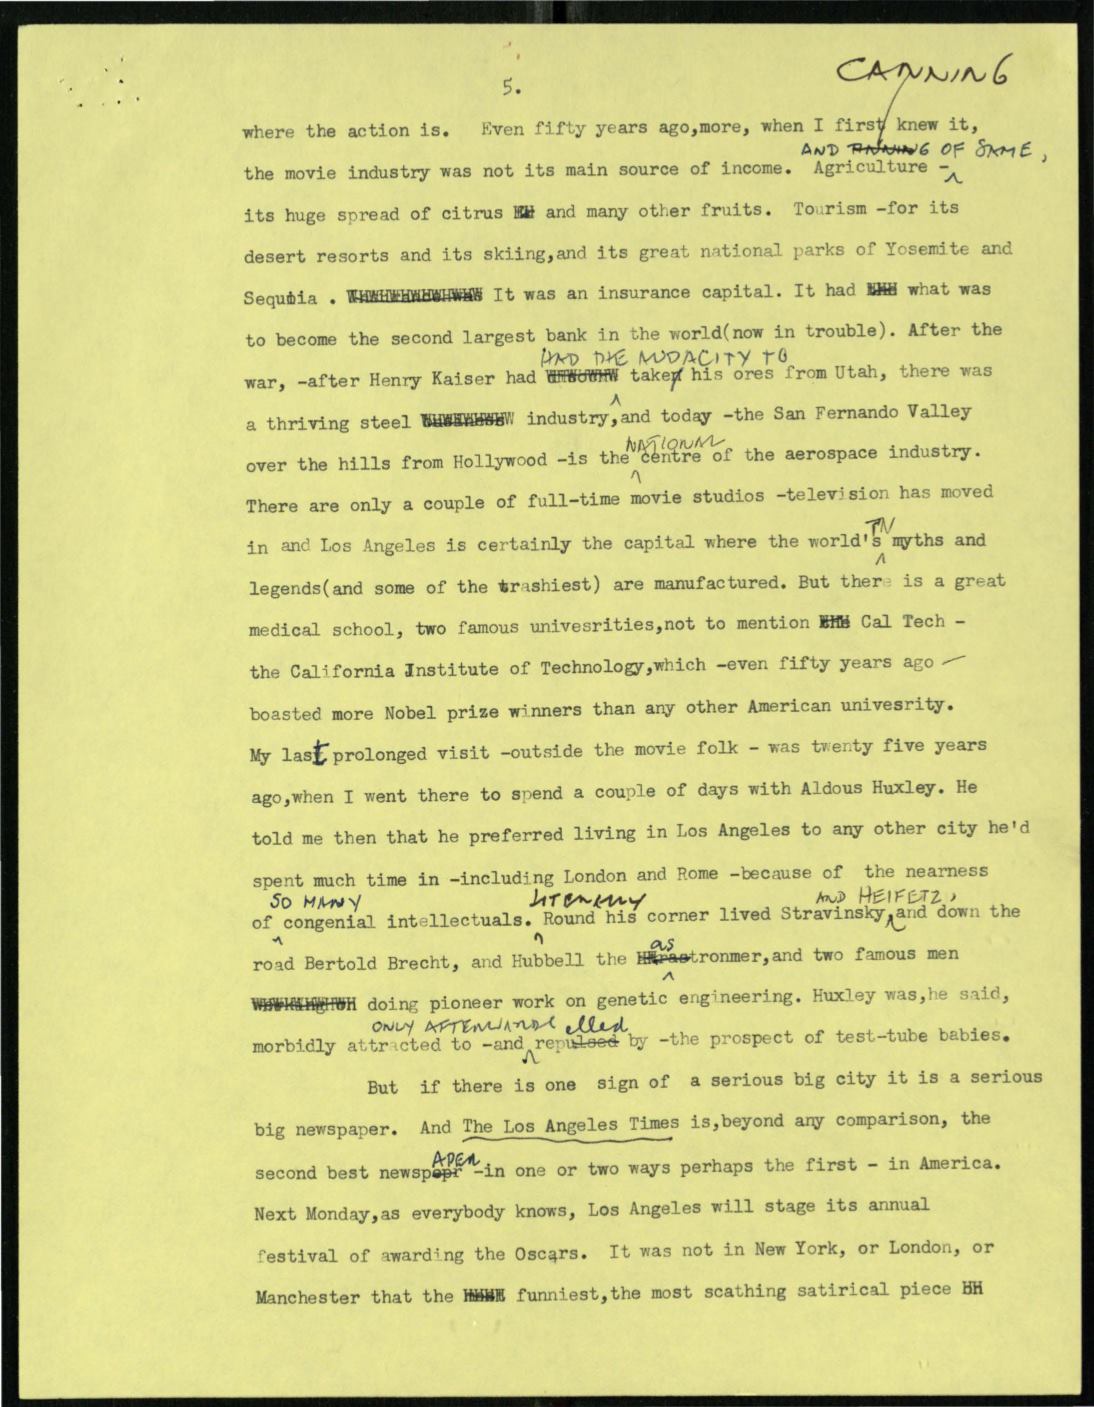 CANNING
5.
where the action is. Even fifty years ago,more, when I first knew it,
AND OF SAME,
the movie industry was not its main source of income. Agriculture -
its huge spread of citrus and many other fruits. Tourism -for its
desert resorts and its skiing,and its great national parks of Yosemite and
Sequoia . It was an insurance capital. It had what was
to become the second largest bank in the world(now in trouble). After the
HAD THE AUDACITY TO
war, -after Henry Kaiser had take his ores from Utah, there was
a thriving steel industry,and today -the San Fernando Valley
NATIONAL
over the hills from Hollywood -is the centre of the aerospace industry.
There are only a couple of full-time movie studios -television has moved
TV
in and Los Angeles is certainly the capital where the world's myths and
legends(and some of the trashiest) are manufactured. But there is a great
medical school, two famous univesrities,not to mention Cal Tech -
the California Institute of Technology,which -even fifty years ago -
boasted more Nobel prize winners than any other American univesrity.
My last prolonged visit -outside the movie folk - was twenty five years
ago,when I went there to spend a couple of days with Aldous Huxley. He
told me then that he preferred living in Los Angeles to any other city he'd
spent much time in -including London and Rome -because of the nearness
SO MANY LITERALLY AND HEIFETZ,
of congenial intellectuals. Round his corner lived Stravinsky,and down the
as
road Bertold Brecht, and Hubbell the tronmer,and two famous men
doing pioneer work on genetic engineering. Huxley was,he said,
ONLY AFTERWARDS elled
morbidly attracted to -and repulsed by -the prospect of test-tube babies.
But if there is one sign of a serious big city it is a serious
big newspaper. And The Los Angeles Times is,beyond any comparison, the
APER
second best newspepr -in one or two ways perhaps the first - in America.
Next Monday,as everybody knows, Los Angeles will stage its annual
festival of awarding the Oscars. It was not in New York, or London, or
Manchester that the funniest,the most scathing satirical piece